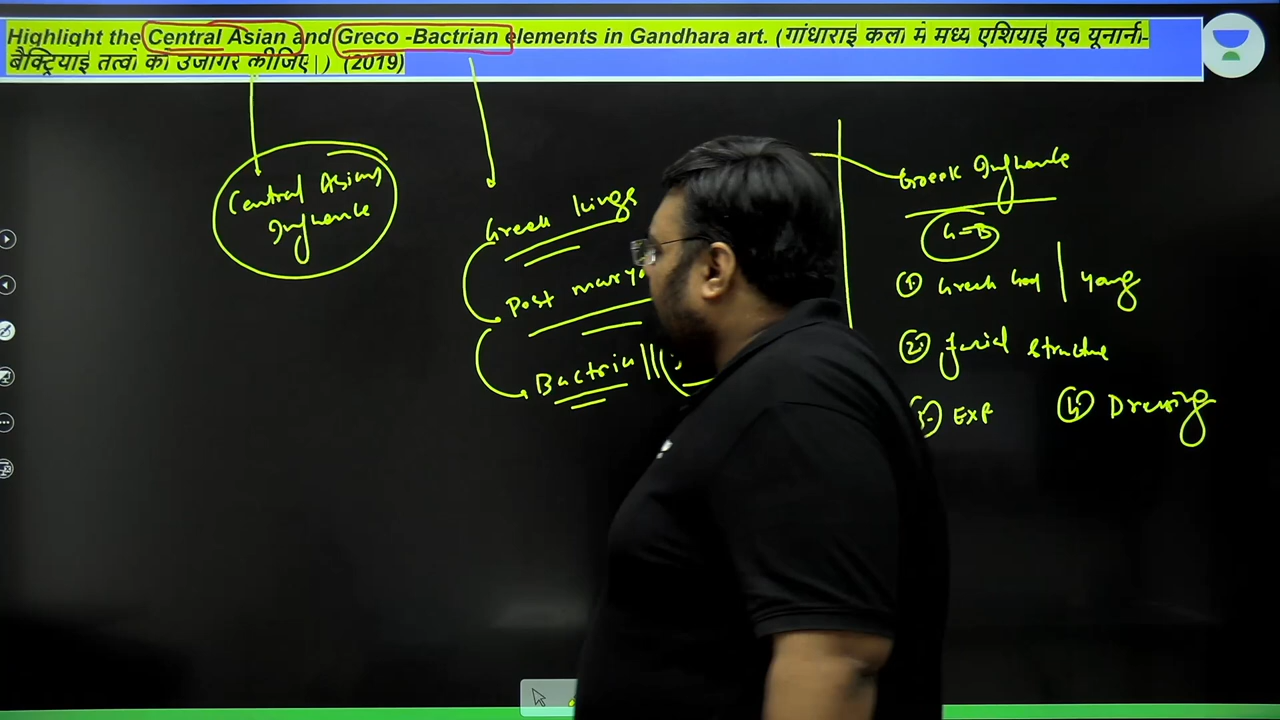 Highlight the Central Asian and Greco -Bactrian elements in Gandhara art. (गांधाराई कला में मध्य एशियाई एवं यूनानी-
बैक्ट्रियाई तत्वों को उजागर कीजिए|) (2019)
Central Asian
Influence
Greek kings
Post maurya
Bactria
Greek Influence
G=B
① Greek God | young
② facial structure
3. Exp
④ Dressing